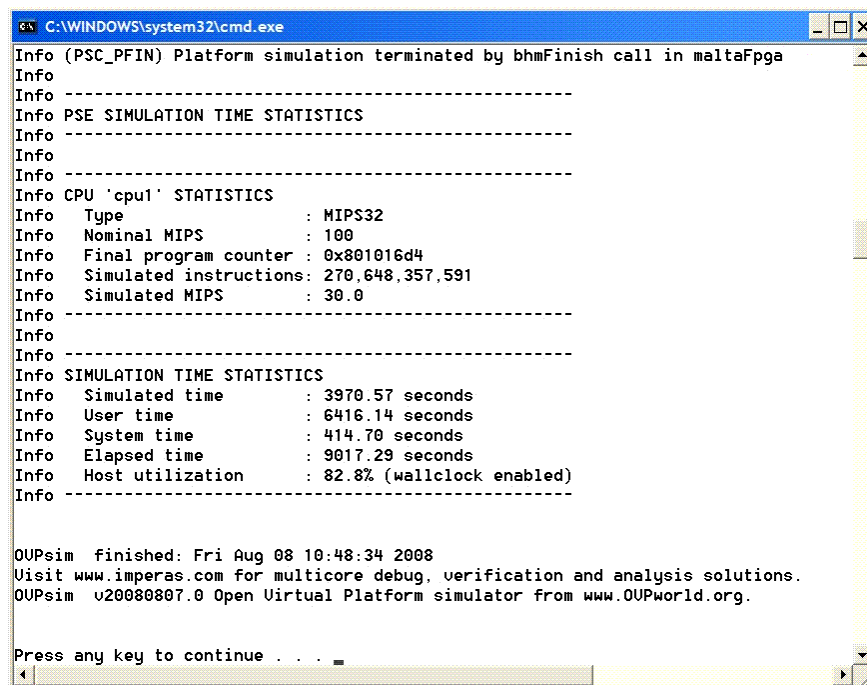 C:\WINDOWS\system32\cmd.exe
Info (PSC_PFIN) Platform simulation terminated by bhmFinish call in maltaFpga
Info
Info ---------------------------------------------------
Info PSE SIMULATION TIME STATISTICS
Info ---------------------------------------------------
Info
Info ---------------------------------------------------
Info CPU 'cpu1' STATISTICS
Info   Type                  : MIPS32
Info   Nominal MIPS          : 100
Info   Final program counter : 0x801016d4
Info   Simulated instructions: 270,648,357,591
Info   Simulated MIPS        : 30.0
Info ---------------------------------------------------
Info
Info ---------------------------------------------------
Info SIMULATION TIME STATISTICS
Info   Simulated time        : 3970.57 seconds
Info   User time             : 6416.14 seconds
Info   System time           : 414.70 seconds
Info   Elapsed time          : 9017.29 seconds
Info   Host utilization      : 82.8% (wallclock enabled)
Info ---------------------------------------------------
OVPsim  finished: Fri Aug 08 10:48:34 2008
Visit www.imperas.com for multicore debug, verification and analysis solutions.
OVPsim  v20080807.0 Open Virtual Platform simulator from www.OVPworld.org.
Press any key to continue . . .